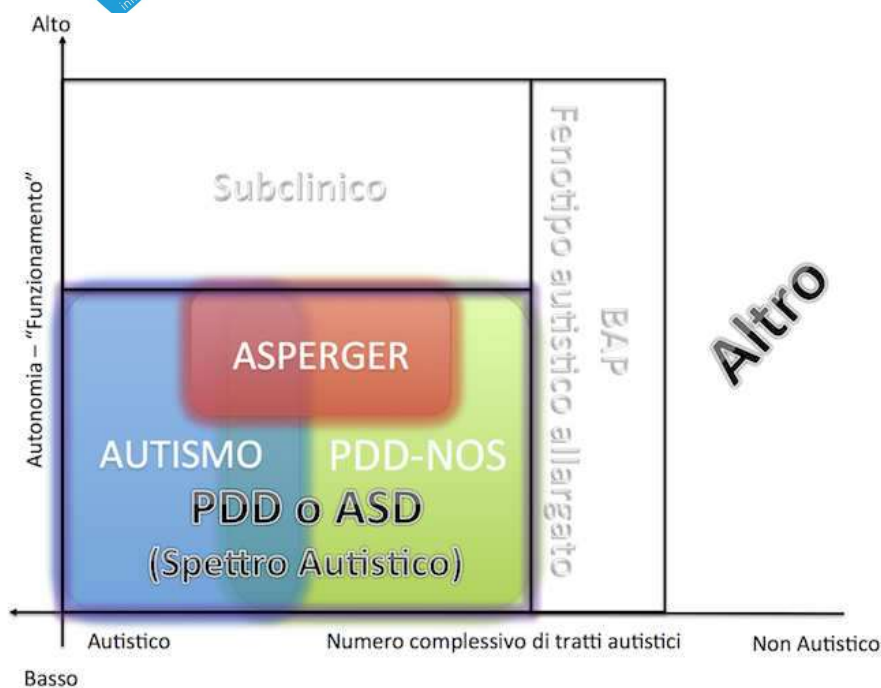 Alto
Autonomia – "Funzionamento"
Subclinico
Fenotipo autistico allargato
BAP
Altro
ASPERGER
AUTISMO
PDD-NOS
PDD o ASD
(Spettro Autistico)
Autistico
Numero complessivo di tratti autistici
Non Autistico
Basso